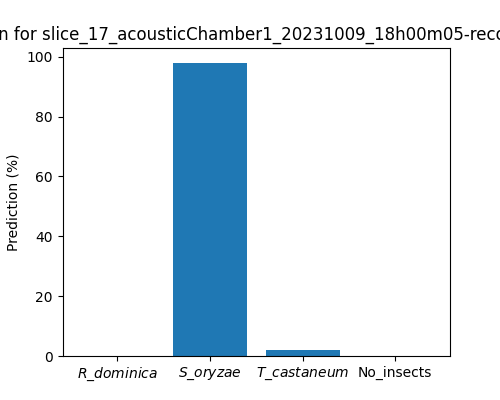 n for slice_17_acousticChamber1_20231009_18h00m05-reco
100
80
60
40
20
0
Prediction (%)
R_dominica S_oryzae T_castaneum No_insects